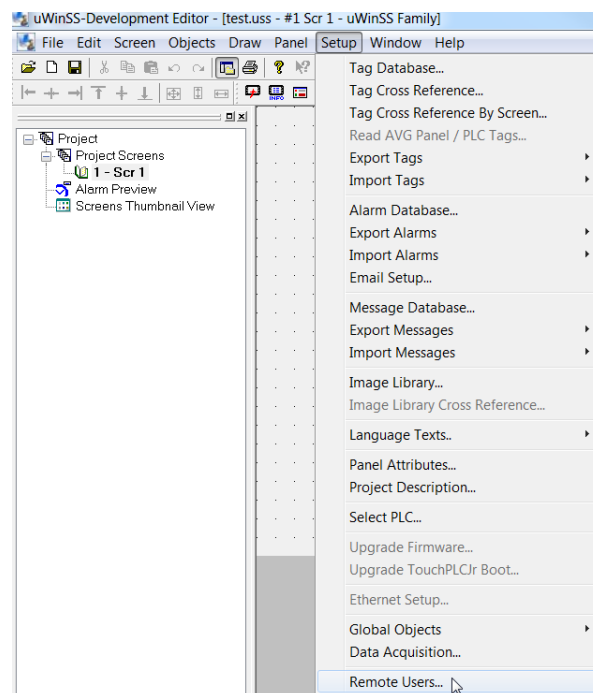 uWinSS-Development Editor - [test.uss - #1 Scr 1 - uWinSS Family]
File Edit Screen Objects Draw Panel Setup Window Help
INFO
Project
Project Screens
1 - Scr 1
Alarm Preview
Screens Thumbnail View
Tag Database...
Tag Cross Reference...
Tag Cross Reference By Screen...
Read AVG Panel / PLC Tags...
Export Tags
Import Tags
Alarm Database...
Export Alarms
Import Alarms
Email Setup...
Message Database...
Export Messages
Import Messages
Image Library...
Image Library Cross Reference...
Language Texts..
Panel Attributes...
Project Description...
Select PLC...
Upgrade Firmware...
Upgrade TouchPLCJr Boot...
Ethernet Setup...
Global Objects
Data Acquisition...
Remote Users...